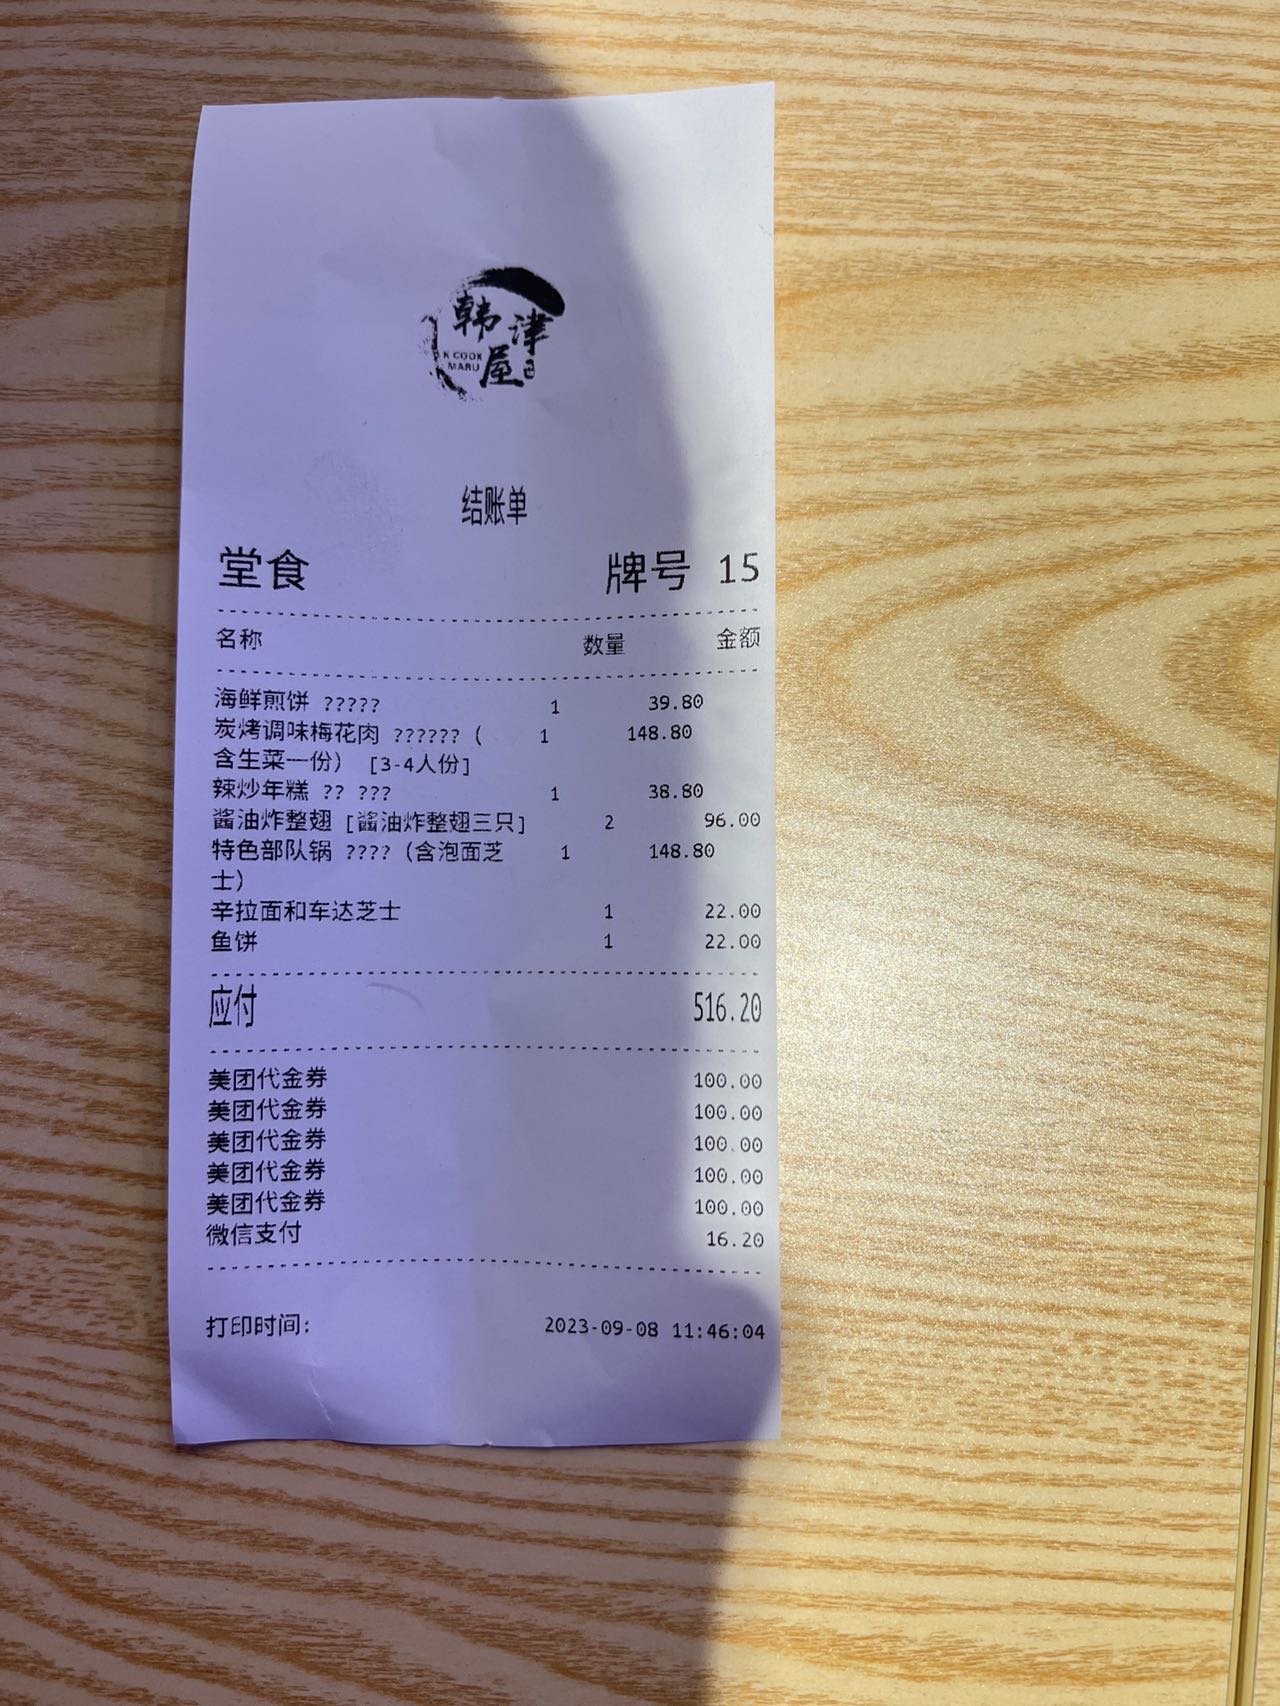 韩津屋
K COOK
MARU
结账单
堂食 牌号 15
名称 数量 金额
海鲜煎饼 ????? 1 39.80
炭烤调味梅花肉 ??????( 1 148.80
含生菜一份) [3-4人份]
辣炒年糕 ?? ??? 1 38.80
酱油炸整翅 [酱油炸整翅三只] 2 96.00
特色部队锅 ????(含泡面芝 1 148.80
士)
辛拉面和车达芝士 1 22.00
鱼饼 1 22.00
应付 516.20
美团代金券 100.00
美团代金券 100.00
美团代金券 100.00
美团代金券 100.00
美团代金券 100.00
微信支付 16.20
打印时间: 2023-09-08 11:46:04